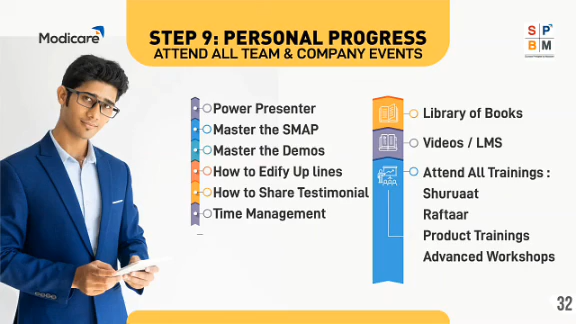 Modicare
STEP 9: PERSONAL PROGRESS
ATTEND ALL TEAM & COMPANY EVENTS
S P
B M
Power Presenter
Master the SMAP
Master the Demos
How to Edify Up lines
How to Share Testimonial
Time Management
Library of Books
Videos / LMS
Attend All Trainings :
Shuruaat
Raftaar
Product Trainings
Advanced Workshops
32